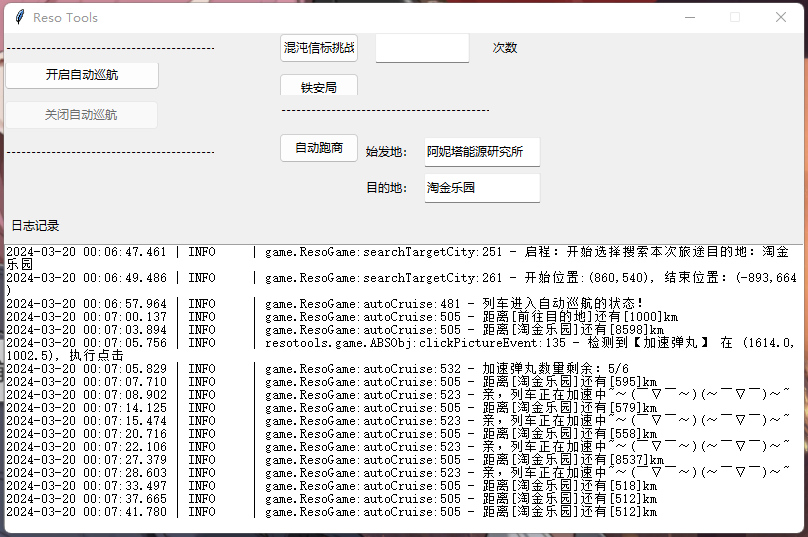 Reso Tools
开启自动巡航
关闭自动巡航
混沌信标挑战
次数
铁安局
自动跑商
始发地：
阿妮塔能源研究所
目的地：
淘金乐园
日志记录
2024-03-20 00:06:47.461 | INFO     | game.ResoGame:searchTargetCity:251 - 启程：开始选择搜索本次旅途目的地：淘金
乐园
2024-03-20 00:06:49.486 | INFO     | game.ResoGame:searchTargetCity:261 - 开始位置:(860,540), 结束位置：(-893,664
)
2024-03-20 00:06:57.964 | INFO     | game.ResoGame:autoCruise:481 - 列车进入自动巡航的状态！
2024-03-20 00:07:00.137 | INFO     | game.ResoGame:autoCruise:505 - 距离[前往目的地]还有[1000]km
2024-03-20 00:07:03.894 | INFO     | game.ResoGame:autoCruise:505 - 距离[淘金乐园]还有[8598]km
2024-03-20 00:07:05.756 | INFO     | resotools.game.ABSObj:clickPictureEvent:135 - 检测到【加速弹丸】 在 (1614.0,
1002.5), 执行点击
2024-03-20 00:07:05.829 | INFO     | game.ResoGame:autoCruise:532 - 加速弹丸数量剩余：5/6
2024-03-20 00:07:07.710 | INFO     | game.ResoGame:autoCruise:505 - 距离[淘金乐园]还有[595]km
2024-03-20 00:07:08.902 | INFO     | game.ResoGame:autoCruise:523 - 亲，列车正在加速中~～(￣▽￣～)(～￣▽￣)～~
2024-03-20 00:07:14.125 | INFO     | game.ResoGame:autoCruise:505 - 距离[淘金乐园]还有[579]km
2024-03-20 00:07:15.474 | INFO     | game.ResoGame:autoCruise:523 - 亲，列车正在加速中~～(￣▽￣～)(～￣▽￣)～~
2024-03-20 00:07:20.716 | INFO     | game.ResoGame:autoCruise:505 - 距离[淘金乐园]还有[558]km
2024-03-20 00:07:22.106 | INFO     | game.ResoGame:autoCruise:523 - 亲，列车正在加速中~～(￣▽￣～)(～￣▽￣)～~
2024-03-20 00:07:27.379 | INFO     | game.ResoGame:autoCruise:505 - 距离[淘金乐园]还有[8537]km
2024-03-20 00:07:28.603 | INFO     | game.ResoGame:autoCruise:523 - 亲，列车正在加速中~～(￣▽￣～)(～￣▽￣)～~
2024-03-20 00:07:33.497 | INFO     | game.ResoGame:autoCruise:505 - 距离[淘金乐园]还有[518]km
2024-03-20 00:07:37.665 | INFO     | game.ResoGame:autoCruise:505 - 距离[淘金乐园]还有[512]km
2024-03-20 00:07:41.780 | INFO     | game.ResoGame:autoCruise:505 - 距离[淘金乐园]还有[512]km